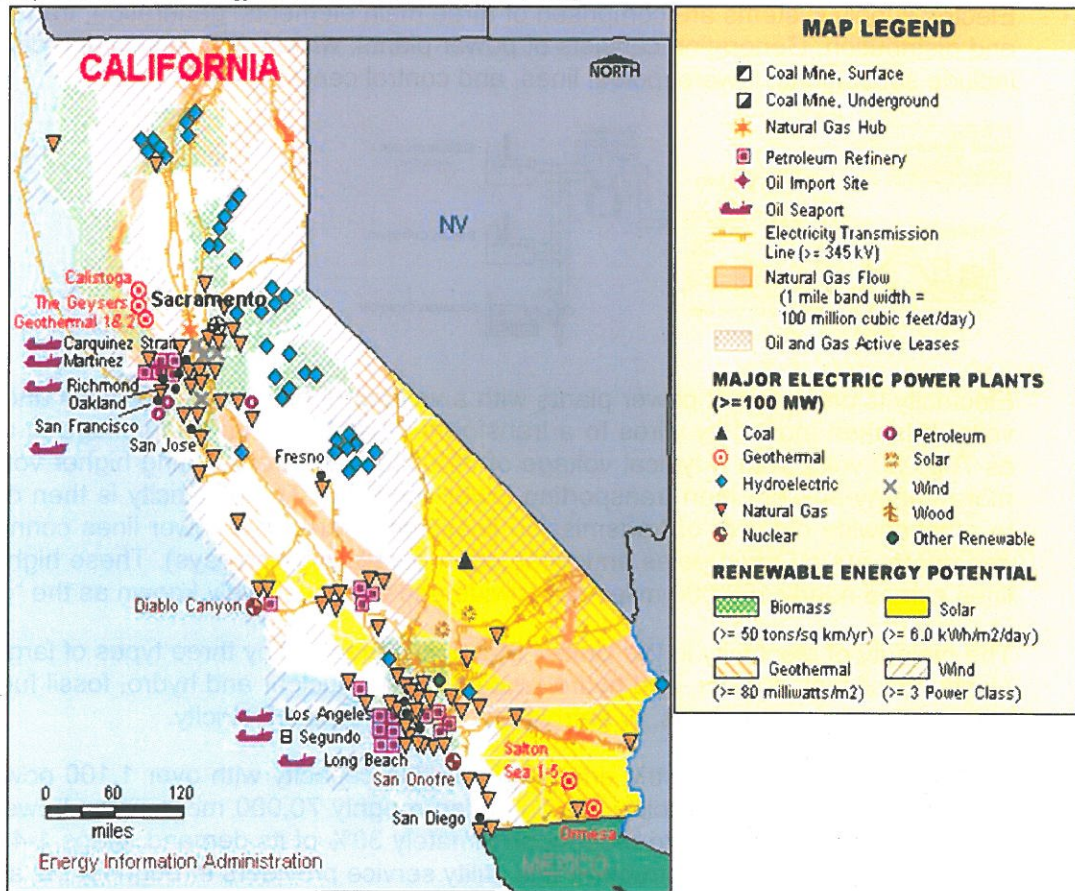 CALIFORNIA
NORTH
NV
Calistoga
The Geysers
Geothermal 1& 2
Sacramento
Carquinez Strait
Martinez
Richmond
Oakland
San Francisco
San Jose
Fresno
Diablo Canyon
Los Angeles
El Segundo
Long Beach
San Onofre
Salton
Sea 1-5
San Diego
Ormesa
MEXICO
0 60 120
miles
Energy Information Administration
MAP LEGEND
Coal Mine, Surface
Coal Mine, Underground
Natural Gas Hub
Petroleum Refinery
Oil Import Site
Oil Seaport
Electricity Transmission
Line (>= 345 kV)
Natural Gas Flow
(1 mile band width =
100 million cubic feet/day)
Oil and Gas Active Leases
MAJOR ELECTRIC POWER PLANTS
(>=100 MW)
Coal
Geothermal
Hydroelectric
Natural Gas
Nuclear
Petroleum
Solar
Wind
Wood
Other Renewable
RENEWABLE ENERGY POTENTIAL
Biomass
(>= 50 tons/sq km/yr)
Solar
(>= 6.0 kWh/m2/day)
Geothermal
(>= 80 milliwatts/m2)
Wind
(>= 3 Power Class)